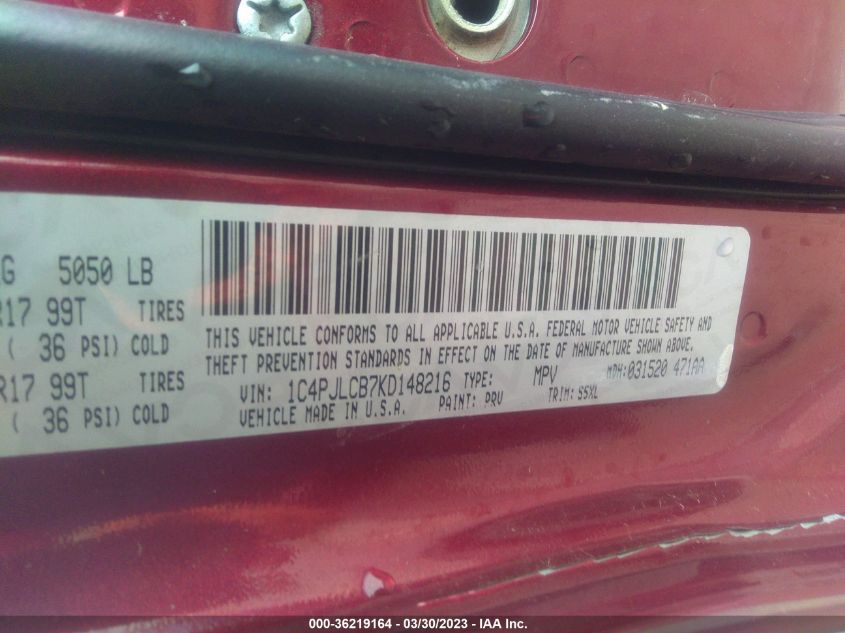 G 5050 LB
R17 99T TIRES
( 36 PSI) COLD
R17 99T TIRES
( 36 PSI) COLD
THIS VEHICLE CONFORMS TO ALL APPLICABLE U.S.A. FEDERAL MOTOR VEHICLE SAFETY AND
THEFT PREVENTION STANDARDS IN EFFECT ON THE DATE OF MANUFACTURE SHOWN ABOVE.
VIN: 1C4PJLCB7KD148216 TYPE: MPV MDH:031520 471AA
VEHICLE MADE IN U.S.A. PAINT: PRV TRIM: S5XL
000-36219164 - 03/30/2023 - IAA Inc.